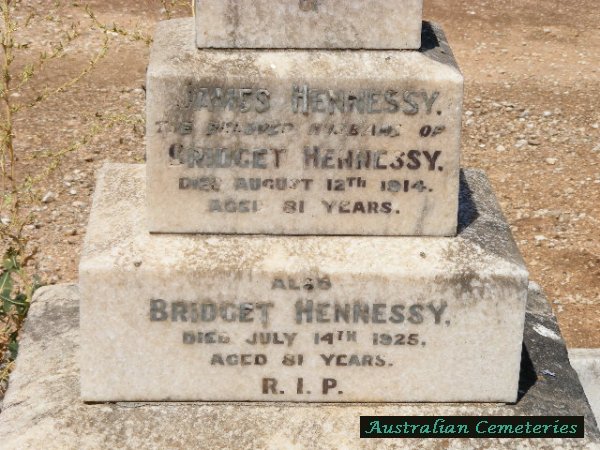 OF
JAMES HENNESSY.
THE BELOVED HUSBAND OF
BRIDGET HENNESSY.
DIED AUGUST 12TH 1914.
AGED 81 YEARS.
ALSO
BRIDGET HENNESSY,
DIED JULY 14TH 1925.
AGED 81 YEARS.
R. I. P.
Australian Cemeteries